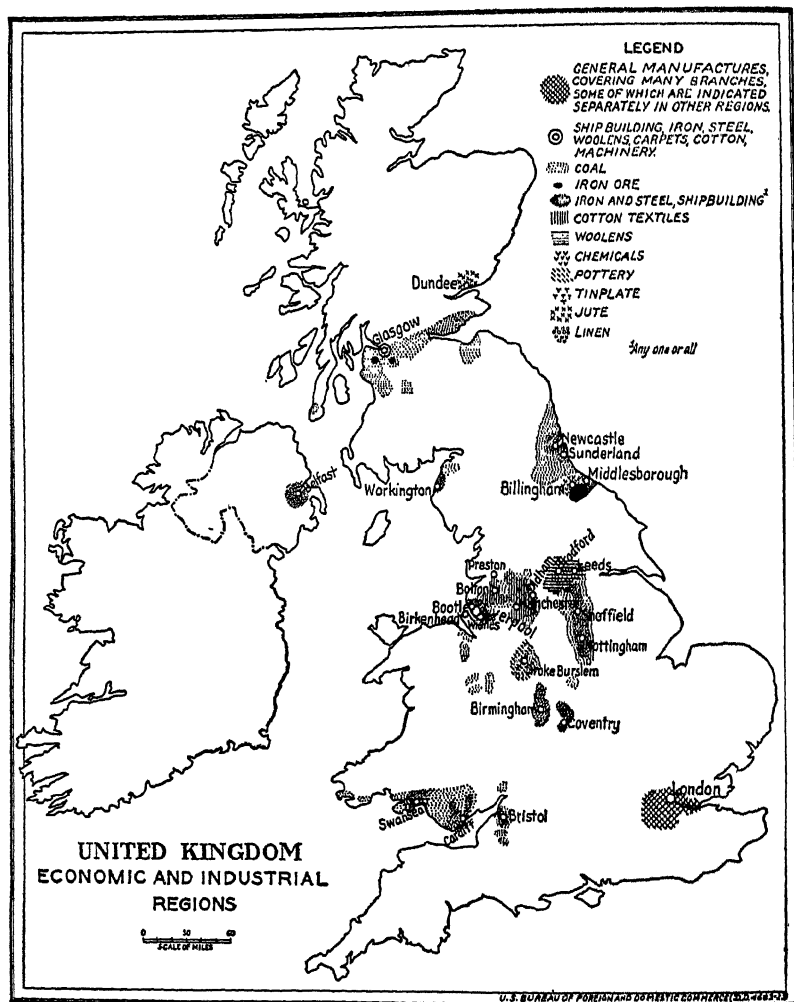 LEGEND
GENERAL MANUFACTURES,
COVERING MANY BRANCHES,
SOME OF WHICH ARE INDICATED
SEPARATELY IN OTHER REGIONS.
SHIP BUILDING, IRON, STEEL,
WOOLENS, CARPETS, COTTON,
MACHINERY.
COAL
IRON ORE
IRON AND STEEL, SHIPBUILDING
COTTON TEXTILES
WOOLENS
CHEMICALS
POTTERY
TINPLATE
JUTE
LINEN
Any one or all
Dundee
Glasgow
Newcastle
Sunderland
Middlesborough
Billingham
Workington
Belfast
Bradford
Preston
Leeds
Bolton
Manchester
Bootle
Birkenhead
Liverpool
Sheffield
Nottingham
Stoke Burslem
Birmingham
Coventry
London
Swansea
Cardiff
Bristol
UNITED KINGDOM
ECONOMIC AND INDUSTRIAL
REGIONS
0 30 60
SCALE OF MILES
U.S. BUREAU OF FOREIGN AND DOMESTIC COMMERCE